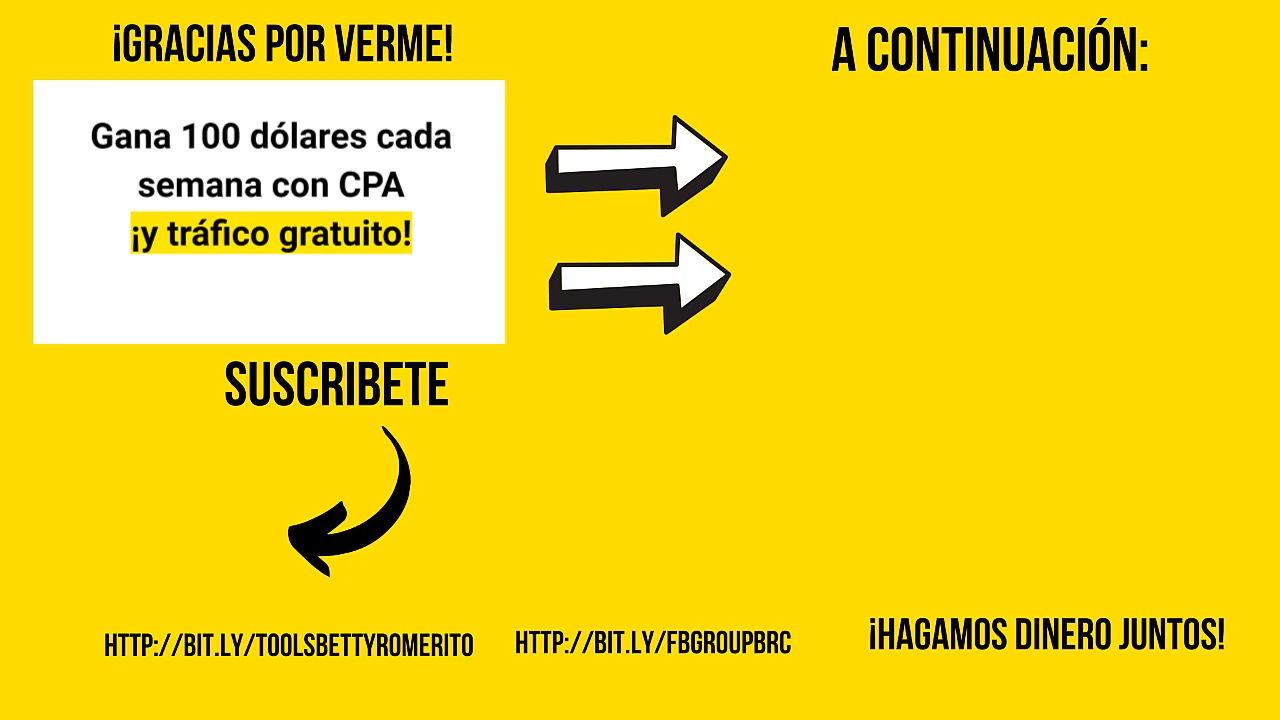 ¡GRACIAS POR VERME!
Gana 100 dólares cada
semana con CPA
¡y tráfico gratuito!
SUSCRIBETE
HTTP://BIT.LY/TOOLSBETTYROMERITO
HTTP://BIT.LY/FBGROUPBRC
A CONTINUACIÓN:
¡HAGAMOS DINERO JUNTOS!